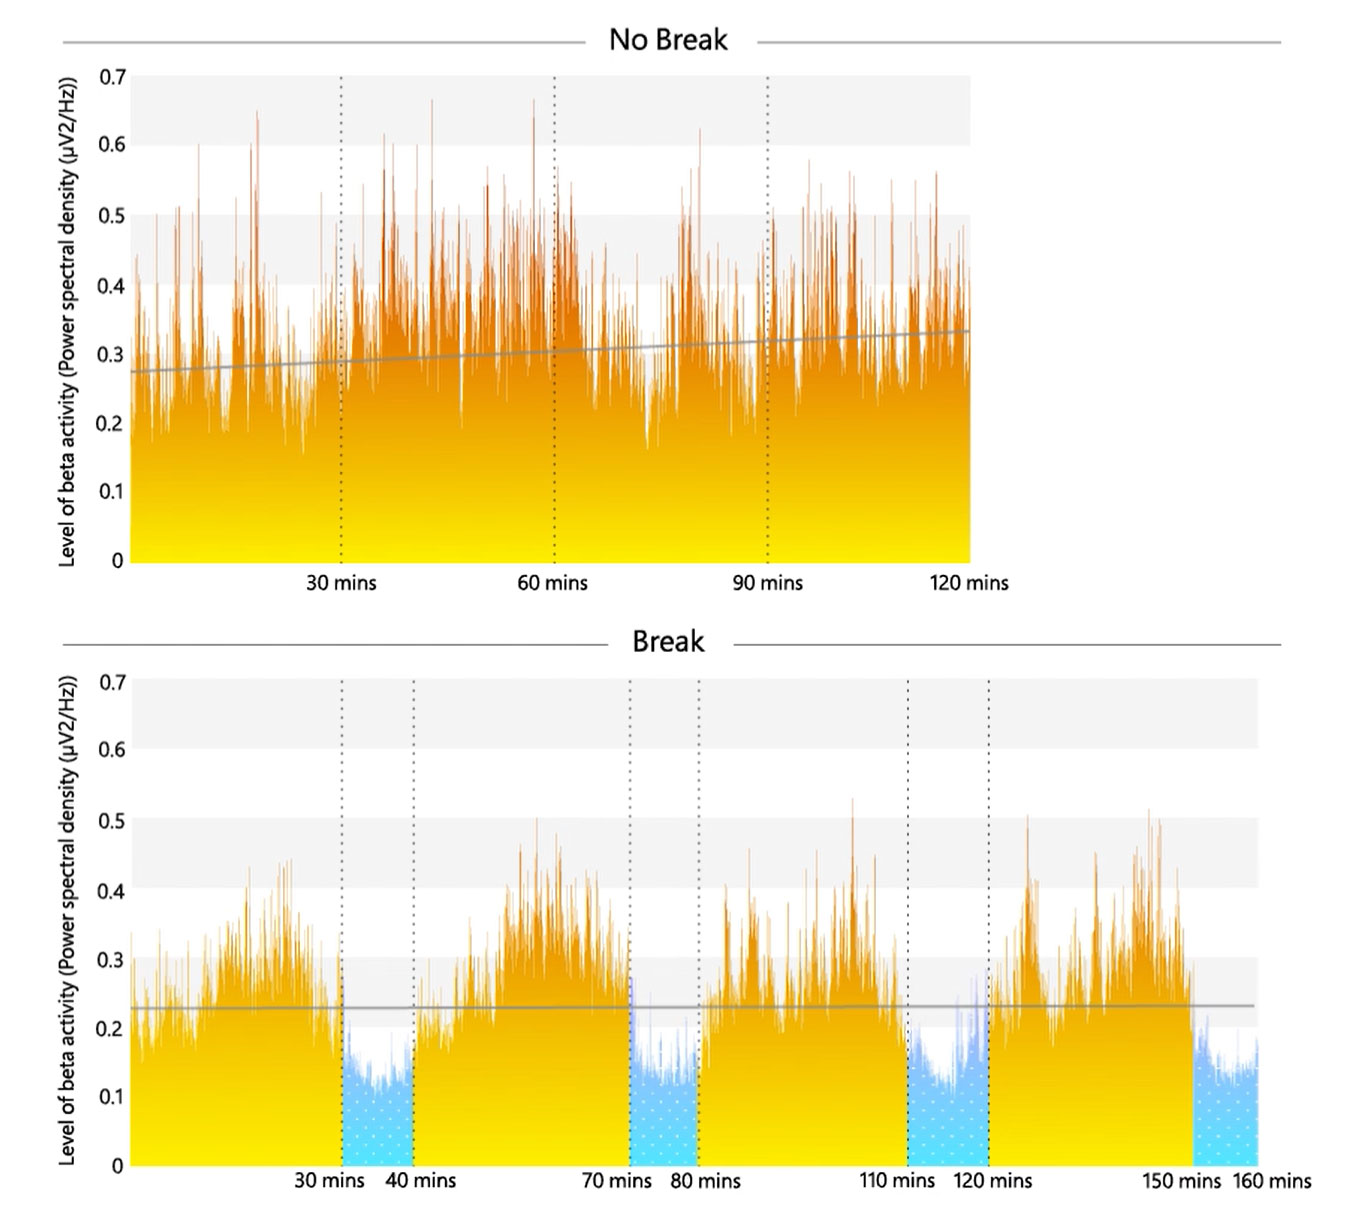 No Break
Level of beta activity (Power spectral density (μV2/Hz))
0.7
0.6
0.5
0.4
0.3
0.2
0.1
0
30 mins 60 mins 90 mins 120 mins
Break
Level of beta activity (Power spectral density (μV2/Hz))
0.7
0.6
0.5
0.4
0.3
0.2
0.1
0
30 mins 40 mins 70 mins 80 mins 110 mins 120 mins 150 mins 160 mins